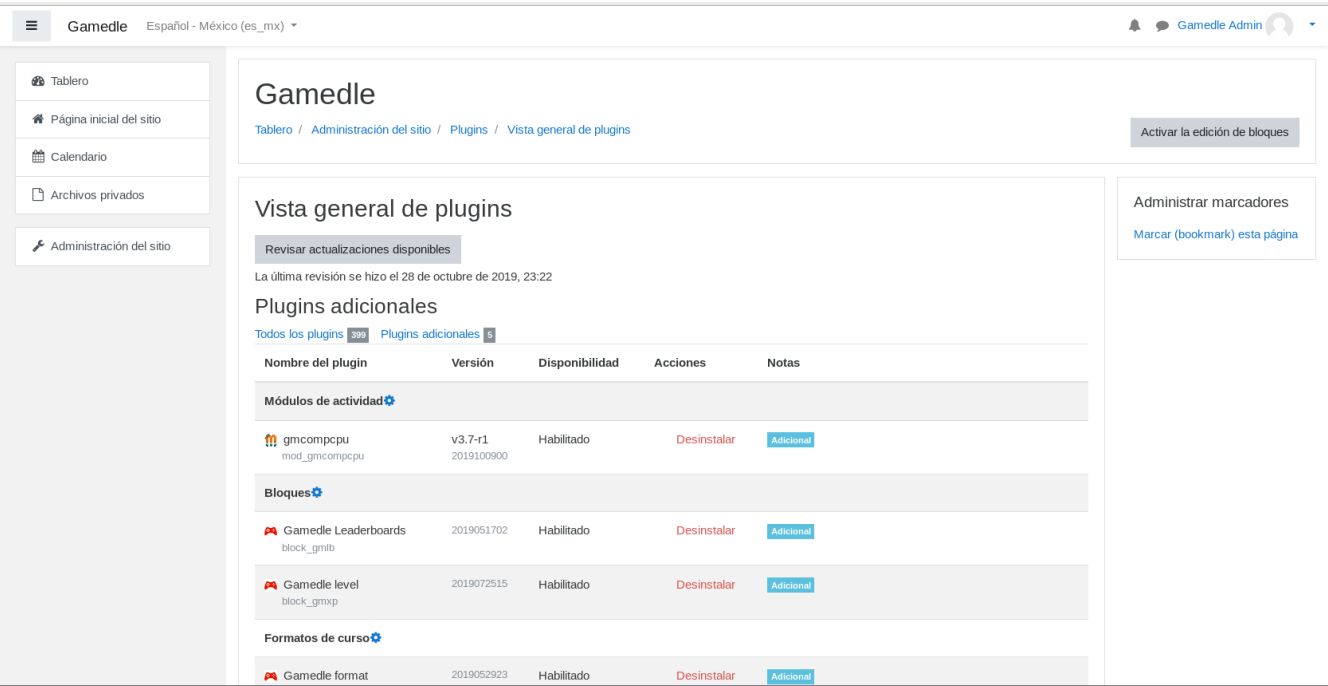 Gamedle Español - México (es_mx) Gamedle Admin
Tablero
Página inicial del sitio
Calendario
Archivos privados
Administración del sitio
Gamedle
Tablero / Administración del sitio / Plugins / Vista general de plugins
Activar la edición de bloques
Vista general de plugins
Revisar actualizaciones disponibles
La última revisión se hizo el 28 de octubre de 2019, 23:22
Plugins adicionales
Todos los plugins 399 Plugins adicionales 5
Nombre del plugin Versión Disponibilidad Acciones Notas
Módulos de actividad
gmcompcpu v3.7-r1 Habilitado Desinstalar Adicional
mod_gmcompcpu 2019100900
Bloques
Gamedle Leaderboards 2019051702 Habilitado Desinstalar Adicional
block_gmlb
Gamedle level 2019072515 Habilitado Desinstalar Adicional
block_gmxp
Formatos de curso
Gamedle format 2019052923 Habilitado Desinstalar Adicional
Administrar marcadores
Marcar (bookmark) esta página